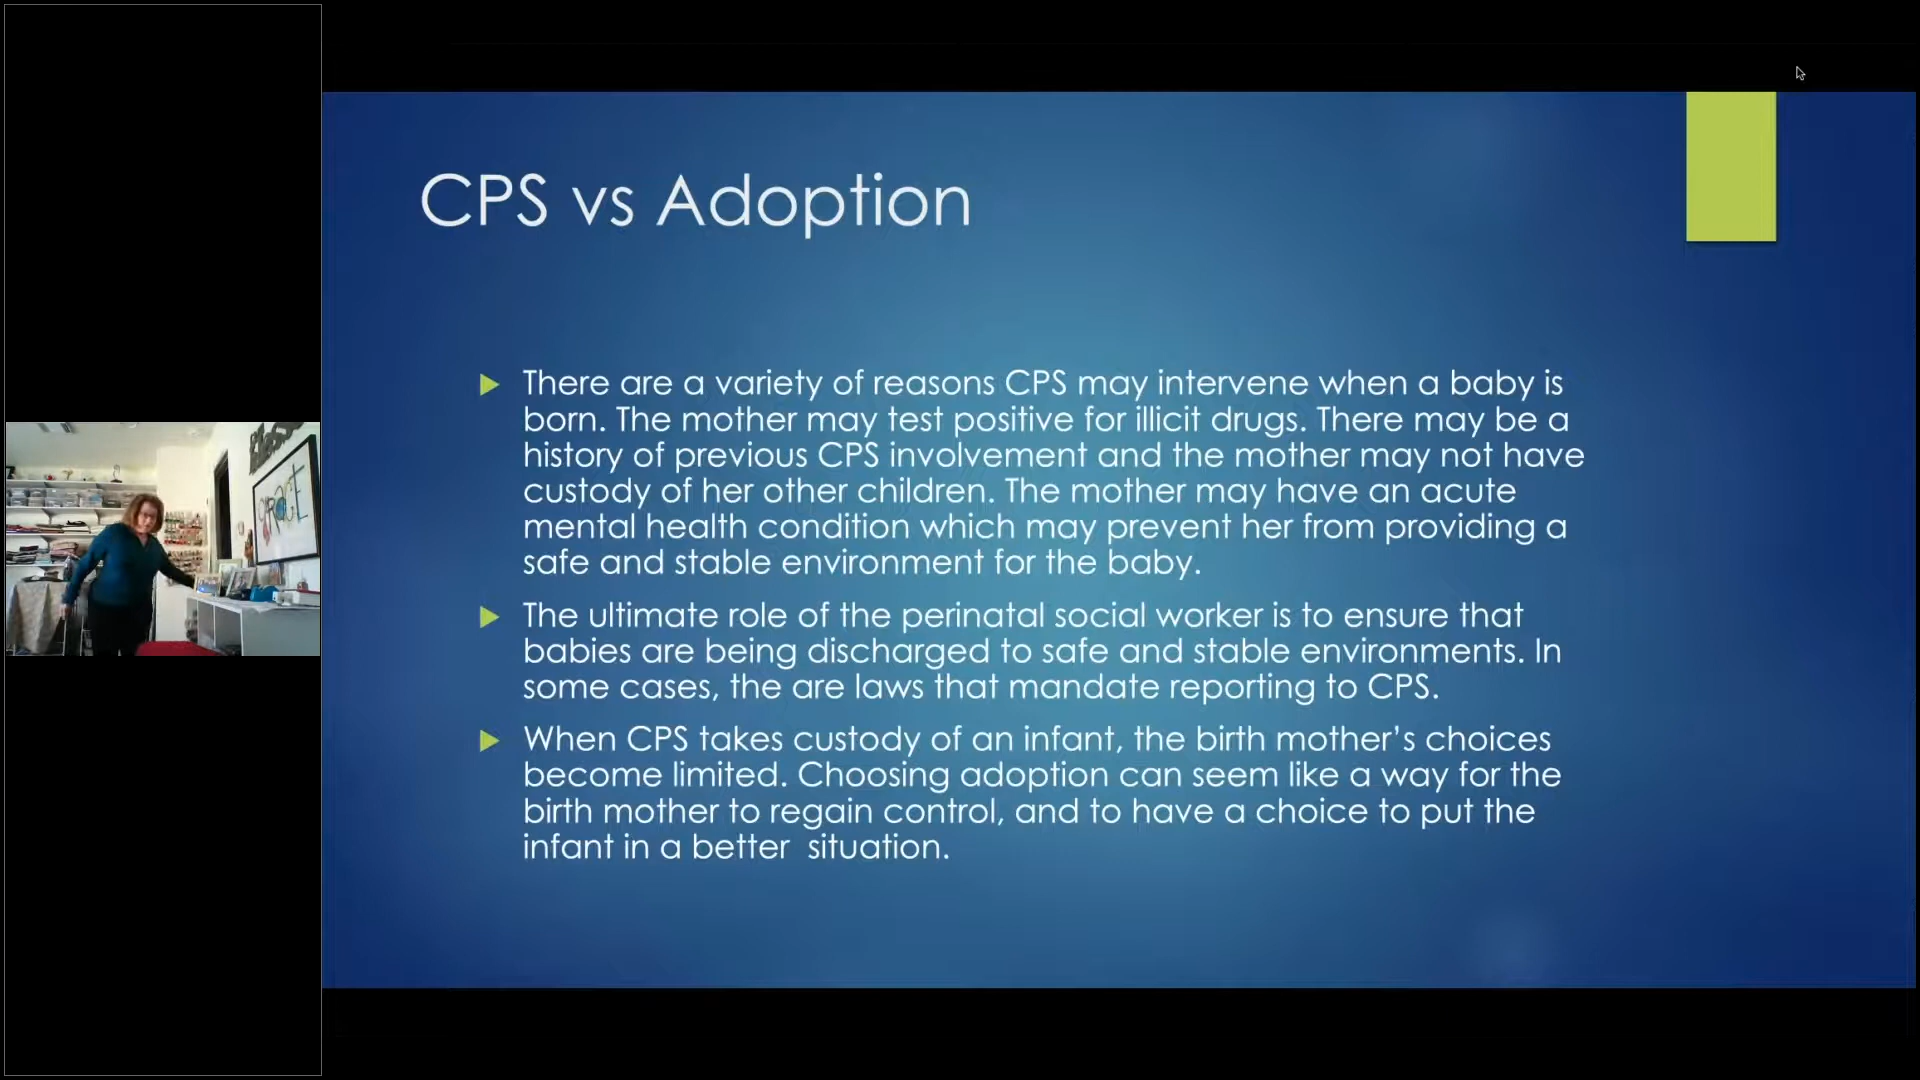 CPS vs Adoption
There are a variety of reasons CPS may intervene when a baby is
born. The mother may test positive for illicit drugs. There may be a
history of previous CPS involvement and the mother may not have
custody of her other children. The mother may have an acute
mental health condition which may prevent her from providing a
safe and stable environment for the baby.
The ultimate role of the perinatal social worker is to ensure that
babies are being discharged to safe and stable environments. In
some cases, the are laws that mandate reporting to CPS.
When CPS takes custody of an infant, the birth mother’s choices
become limited. Choosing adoption can seem like a way for the
birth mother to regain control, and to have a choice to put the
infant in a better  situation.
GRACE